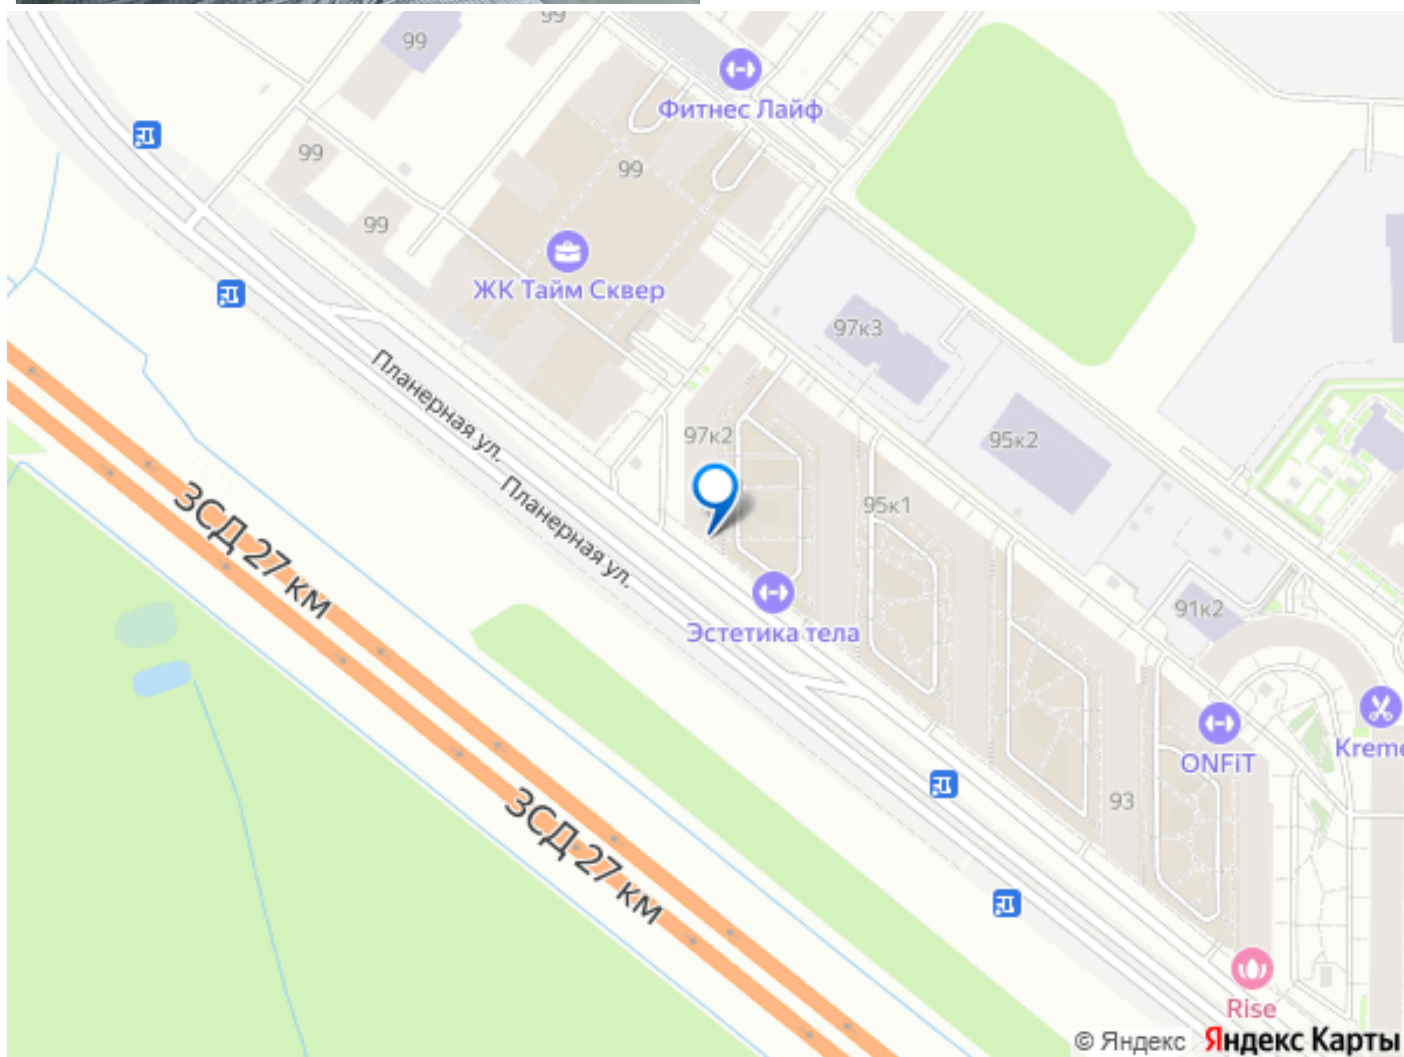 99
99
Фитнес Лайф
99
99
99
ЖК Тайм Сквер
97к3
Планерная ул.
97к2
95к2
Планерная ул.
95к1
ЗСД 27 км
Эстетика тела
91к2
ONFiT
Kreme
93
ЗСД 27 км
Rise
© Яндекс Яндекс Карты